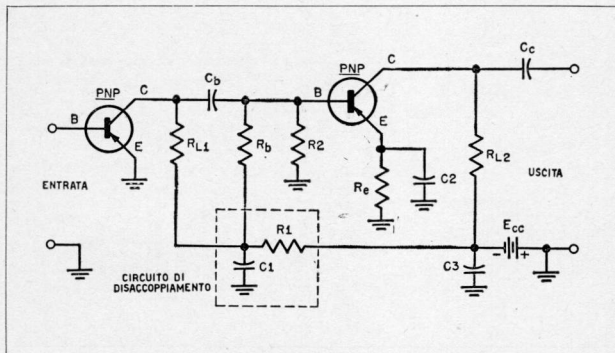 PNP
C
B
E
Cb
RL1
Rb
R2
PNP
C
B
E
Re
C2
Cc
RL2
ENTRATA
USCITA
R1
C1
C3
Ecc
- +
CIRCUITO DI
DISACCOPPIAMENTO